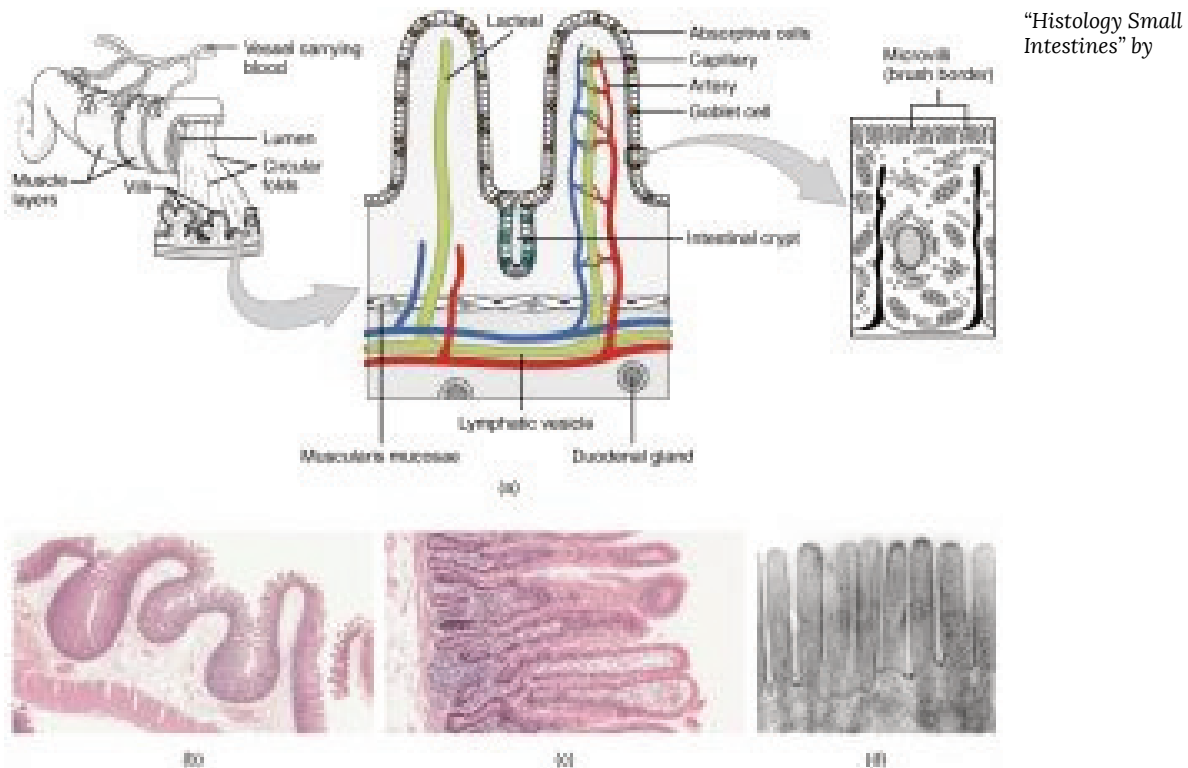 “Histology Small
Intestines” by
Lacteal
Absorptive cells
Capillary
Artery
Goblet cell
Vessel carrying
blood
Lumen
Circular
folds
Muscle
layers
Villi
Intestinal crypt
Microvilli
(brush border)
Lymphatic vesicle
Muscularis mucosae
Duodenal gland
(a)
(b)
(c)
(d)